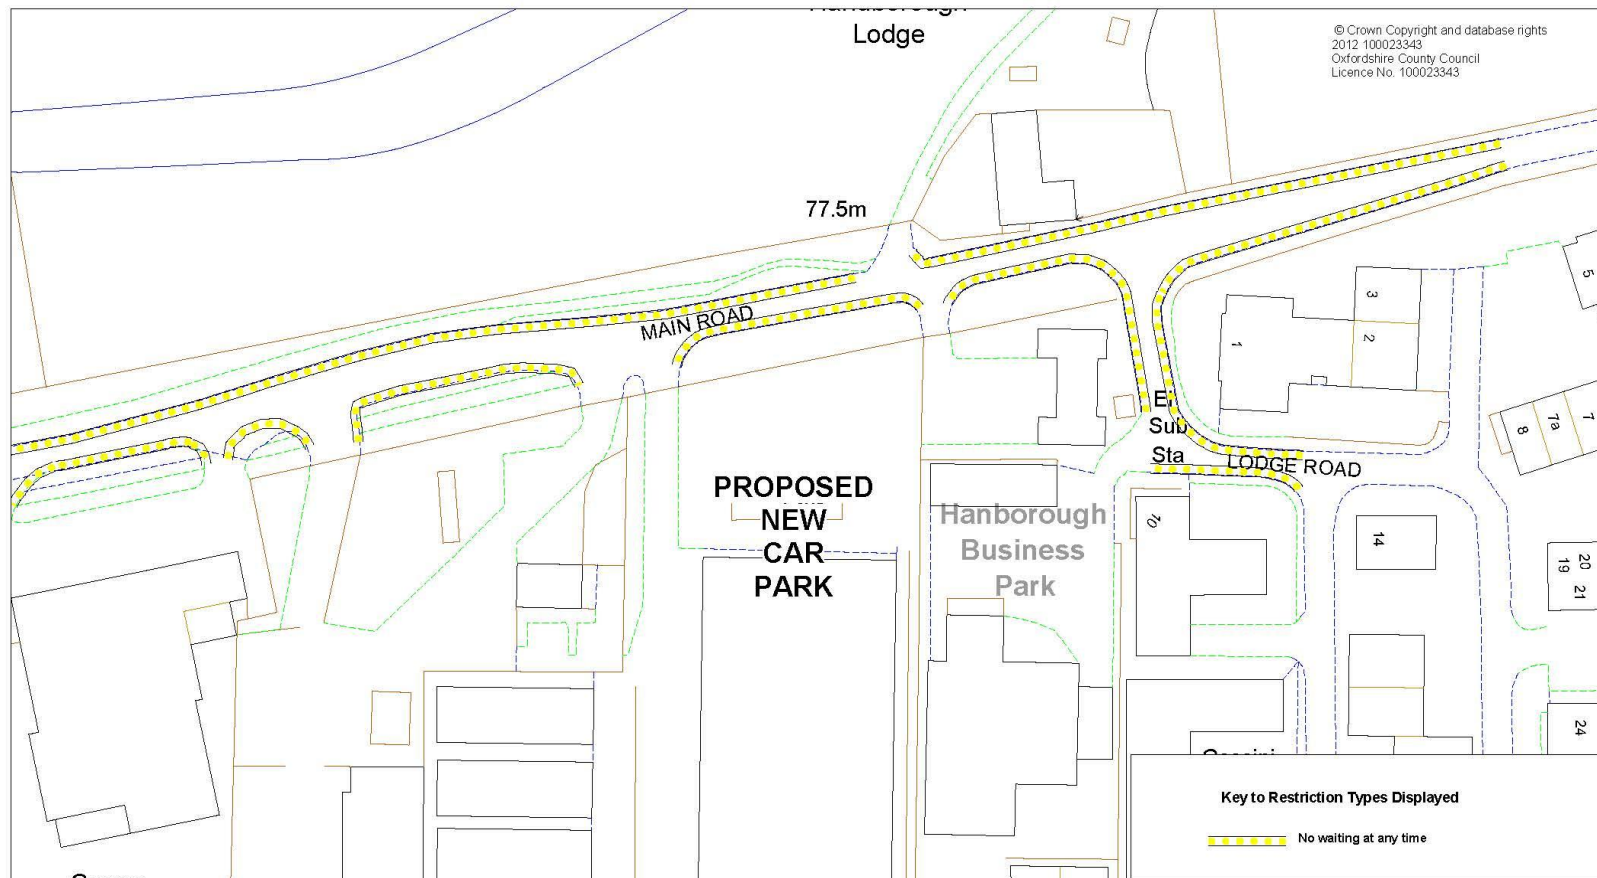 Lodge
© Crown Copyright and database rights
2012 100023343
Oxfordshire County Council
Licence No. 100023343
77.5m
MAIN ROAD
5
3
2
1
El
Sub
Sta
LODGE ROAD
8
7a
7
PROPOSED
NEW
CAR
PARK
Hanborough
Business
Park
10
14
20
19
21
24
Key to Restriction Types Displayed
No waiting at any time